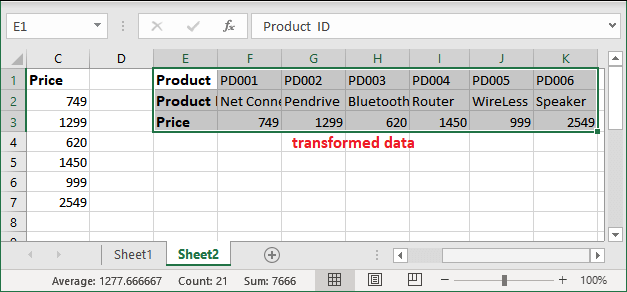 E1 Product ID
C D E F G H I J K
1 Price Product PD001 PD002 PD003 PD004 PD005 PD006
2 749 Product Net Conne Pendrive Bluetooth Router WireLess Speaker
3 1299 Price 749 1299 620 1450 999 2549
4 620 transformed data
5 1450
6 999
7 2549
8
Sheet1 Sheet2
Average: 1277.666667 Count: 21 Sum: 7666 100%